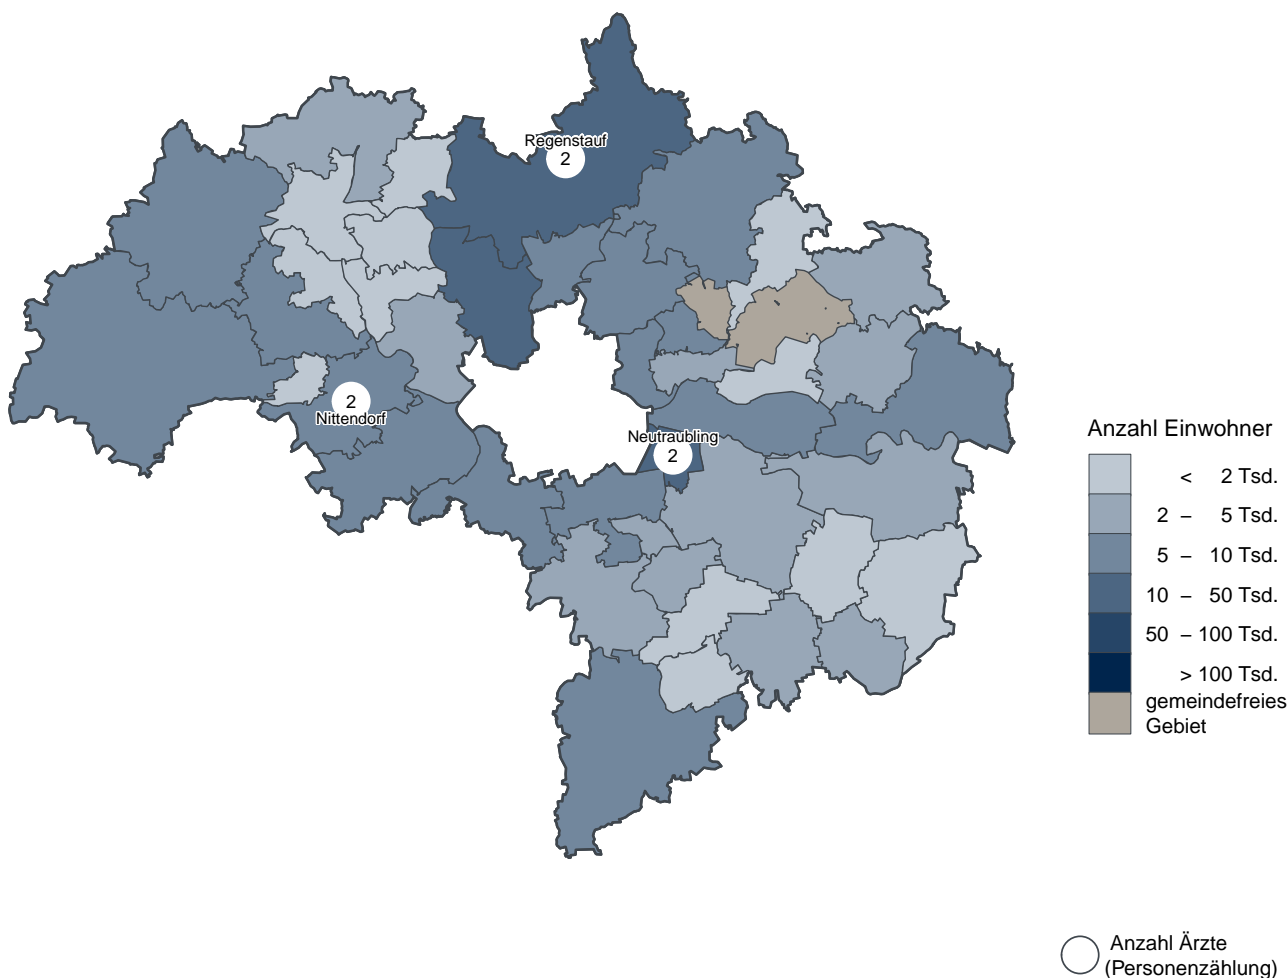 Regenstauf
2
2
Nittendorf
Neutraubling
2
Anzahl Einwohner
< 2 Tsd.
2 – 5 Tsd.
5 – 10 Tsd.
10 – 50 Tsd.
50 – 100 Tsd.
> 100 Tsd.
gemeindefreies
Gebiet
Anzahl Ärzte
(Personenzählung)